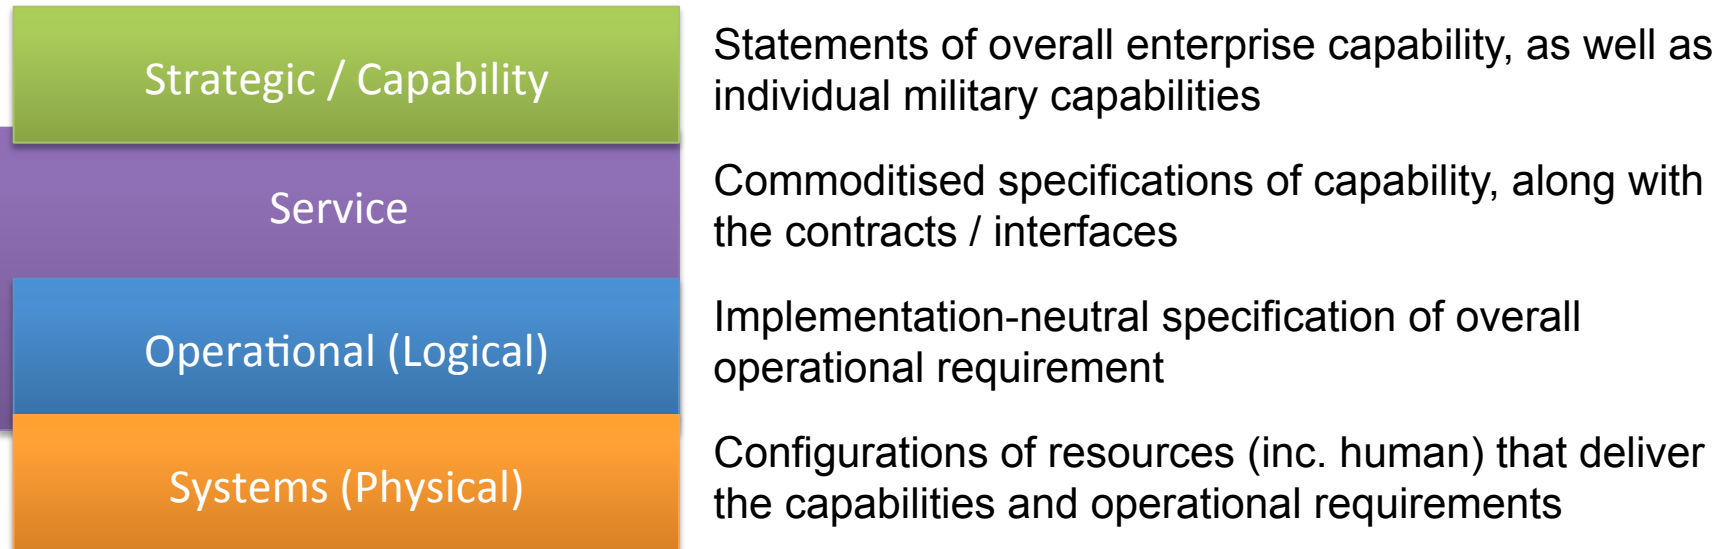 Strategic / Capability
Statements of overall enterprise capability, as well as
individual military capabilities
Service
Commoditised specifications of capability, along with
the contracts / interfaces
Operational (Logical)
Implementation-neutral specification of overall
operational requirement
Systems (Physical)
Configurations of resources (inc. human) that deliver
the capabilities and operational requirements